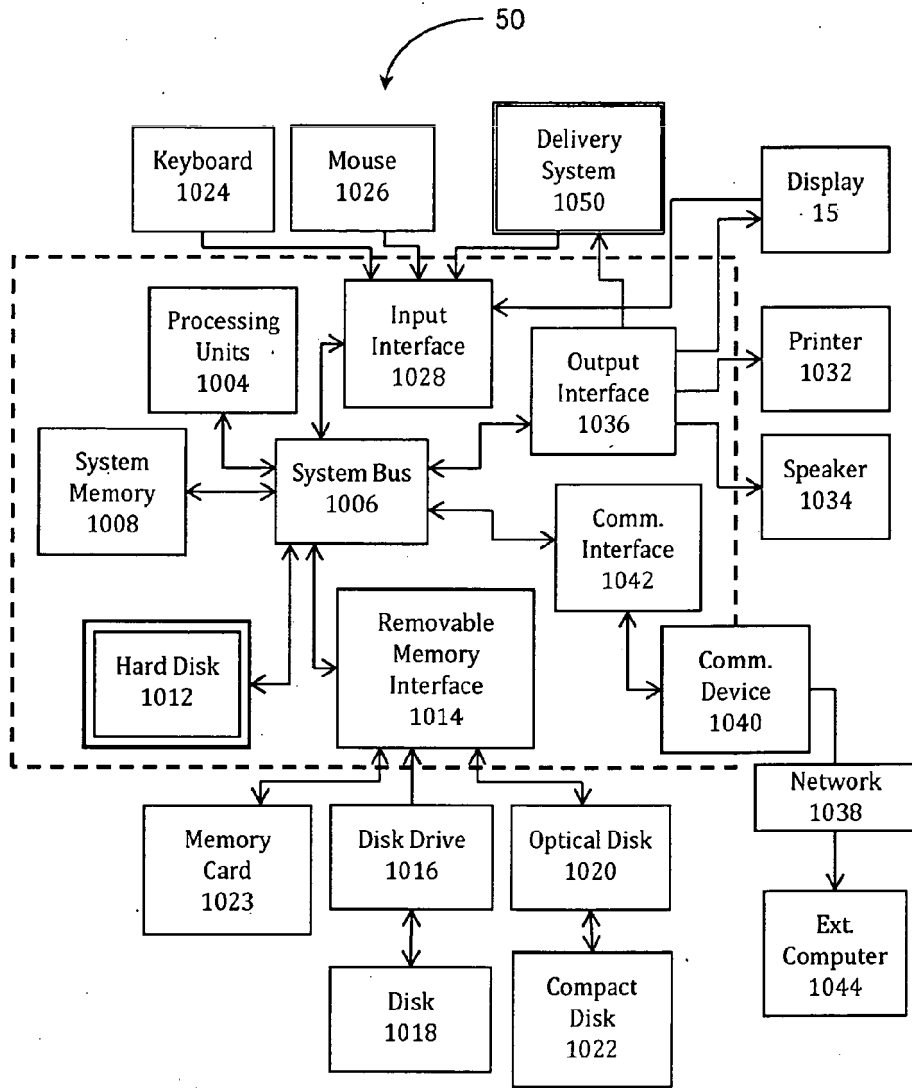 50
Keyboard
1024
Mouse
1026
Delivery
System
1050
Display
15
Processing
Units
1004
Input
Interface
1028
Output
Interface
1036
Printer
1032
System
Memory
1008
System Bus
1006
Comm.
Interface
1042
Speaker
1034
Hard Disk
1012
Removable
Memory
Interface
1014
Comm.
Device
1040
Network
1038
Memory
Card
1023
Disk Drive
1016
Optical Disk
1020
Ext.
Computer
1044
Disk
1018
Compact
Disk
1022